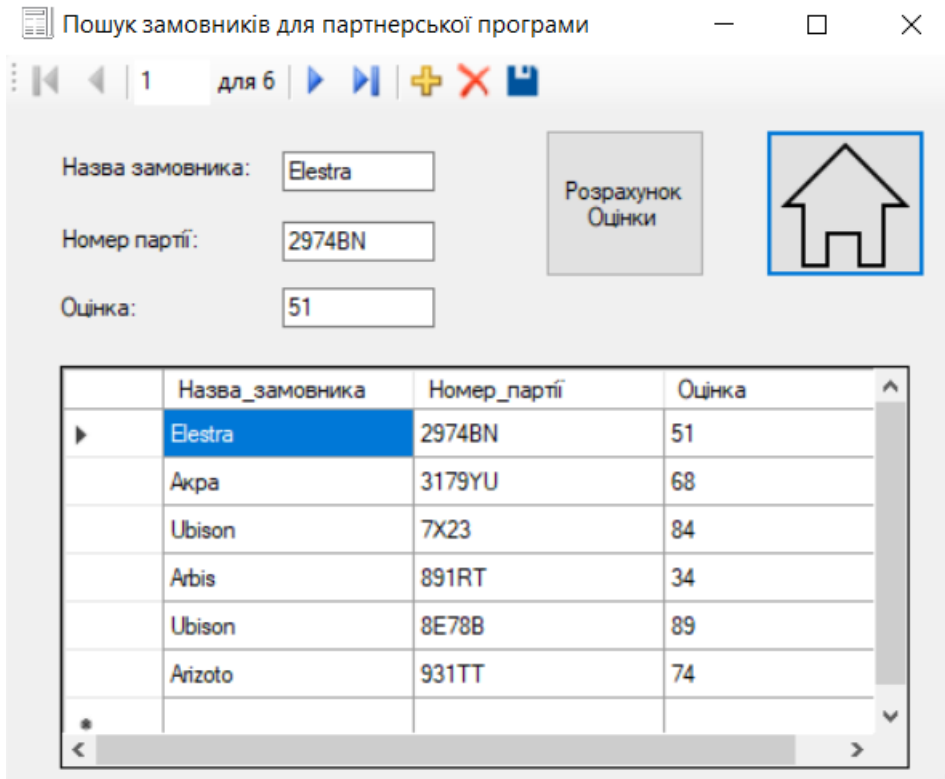 Пошук замовників для партнерської програми
1 для 6
Назва замовника: Elestra
Розрахунок
Оцінки
Номер партії: 2974BN
Оцінка: 51
Назва_замовника Номер_партії Оцінка
Elestra 2974BN 51
Акра 3179YU 68
Ubison 7X23 84
Arbis 891RT 34
Ubison 8E78B 89
Arizoto 931TT 74